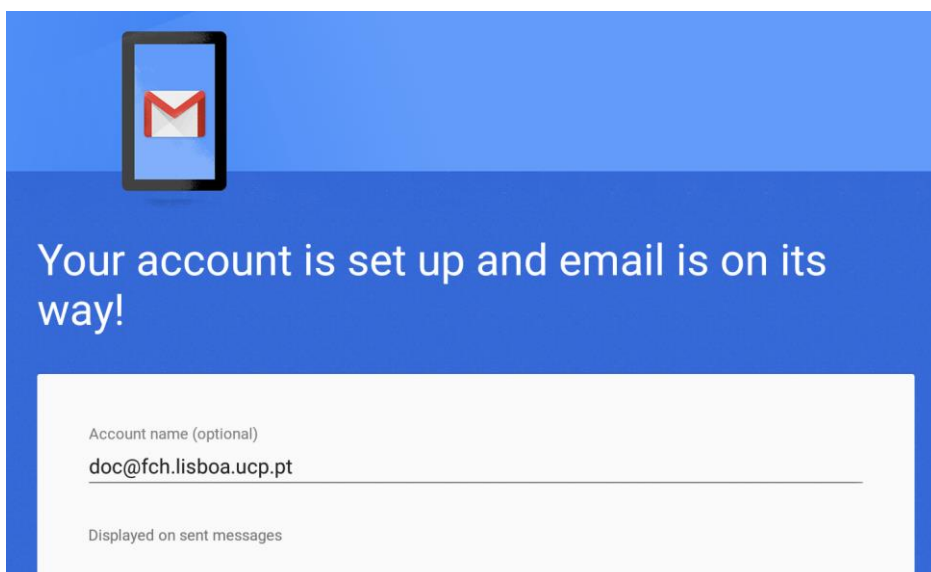 Your account is set up and email is on its
way!
Account name (optional)
doc@fch.lisboa.ucp.pt
Displayed on sent messages